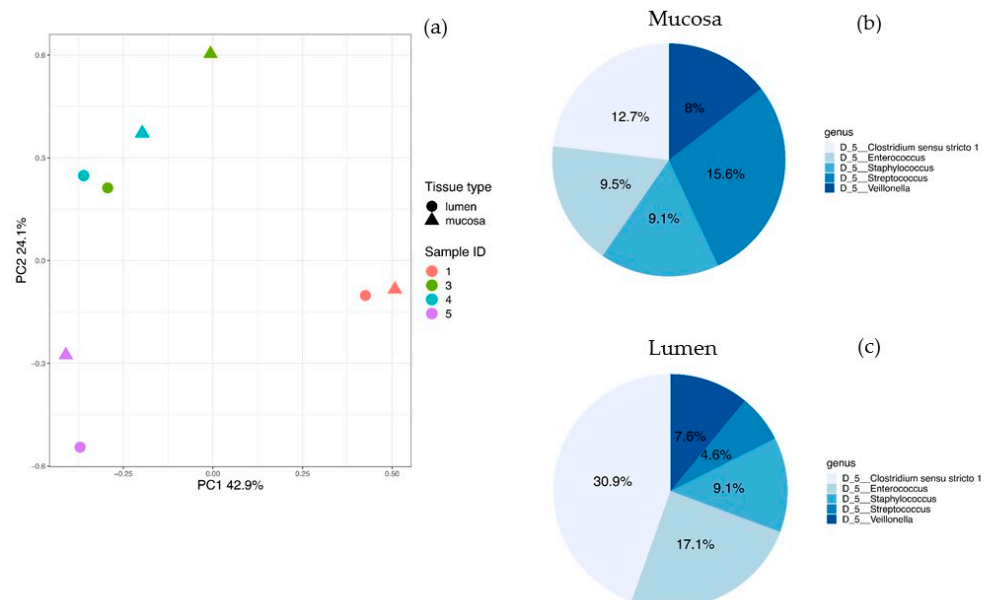 (a)
0.6
0.3
0.0
−0.3
−0.6
PC2 24.1%
−0.25
0.00
0.25
0.50
PC1 42.9%
Tissue type
lumen
mucosa
Sample ID
1
3
4
5
Mucosa
(b)
8%
12.7%
15.6%
9.5%
9.1%
genus
D_5__Clostridium sensu stricto 1
D_5__Enterococcus
D_5__Staphylococcus
D_5__Streptococcus
D_5__Veillonella
Lumen
(c)
7.6%
4.6%
30.9%
9.1%
17.1%
genus
D_5__Clostridium sensu stricto 1
D_5__Enterococcus
D_5__Staphylococcus
D_5__Streptococcus
D_5__Veillonella